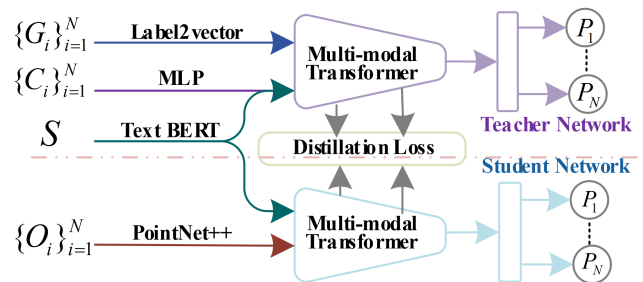 {G_i}_{i=1}^N Label2vector
{C_i}_{i=1}^N MLP
S Text BERT
{O_i}_{i=1}^N PointNet++
Multi-modal
Transformer
P_1
P_N
Teacher Network
Distillation Loss
Student Network
Multi-modal
Transformer
P_1
P_N